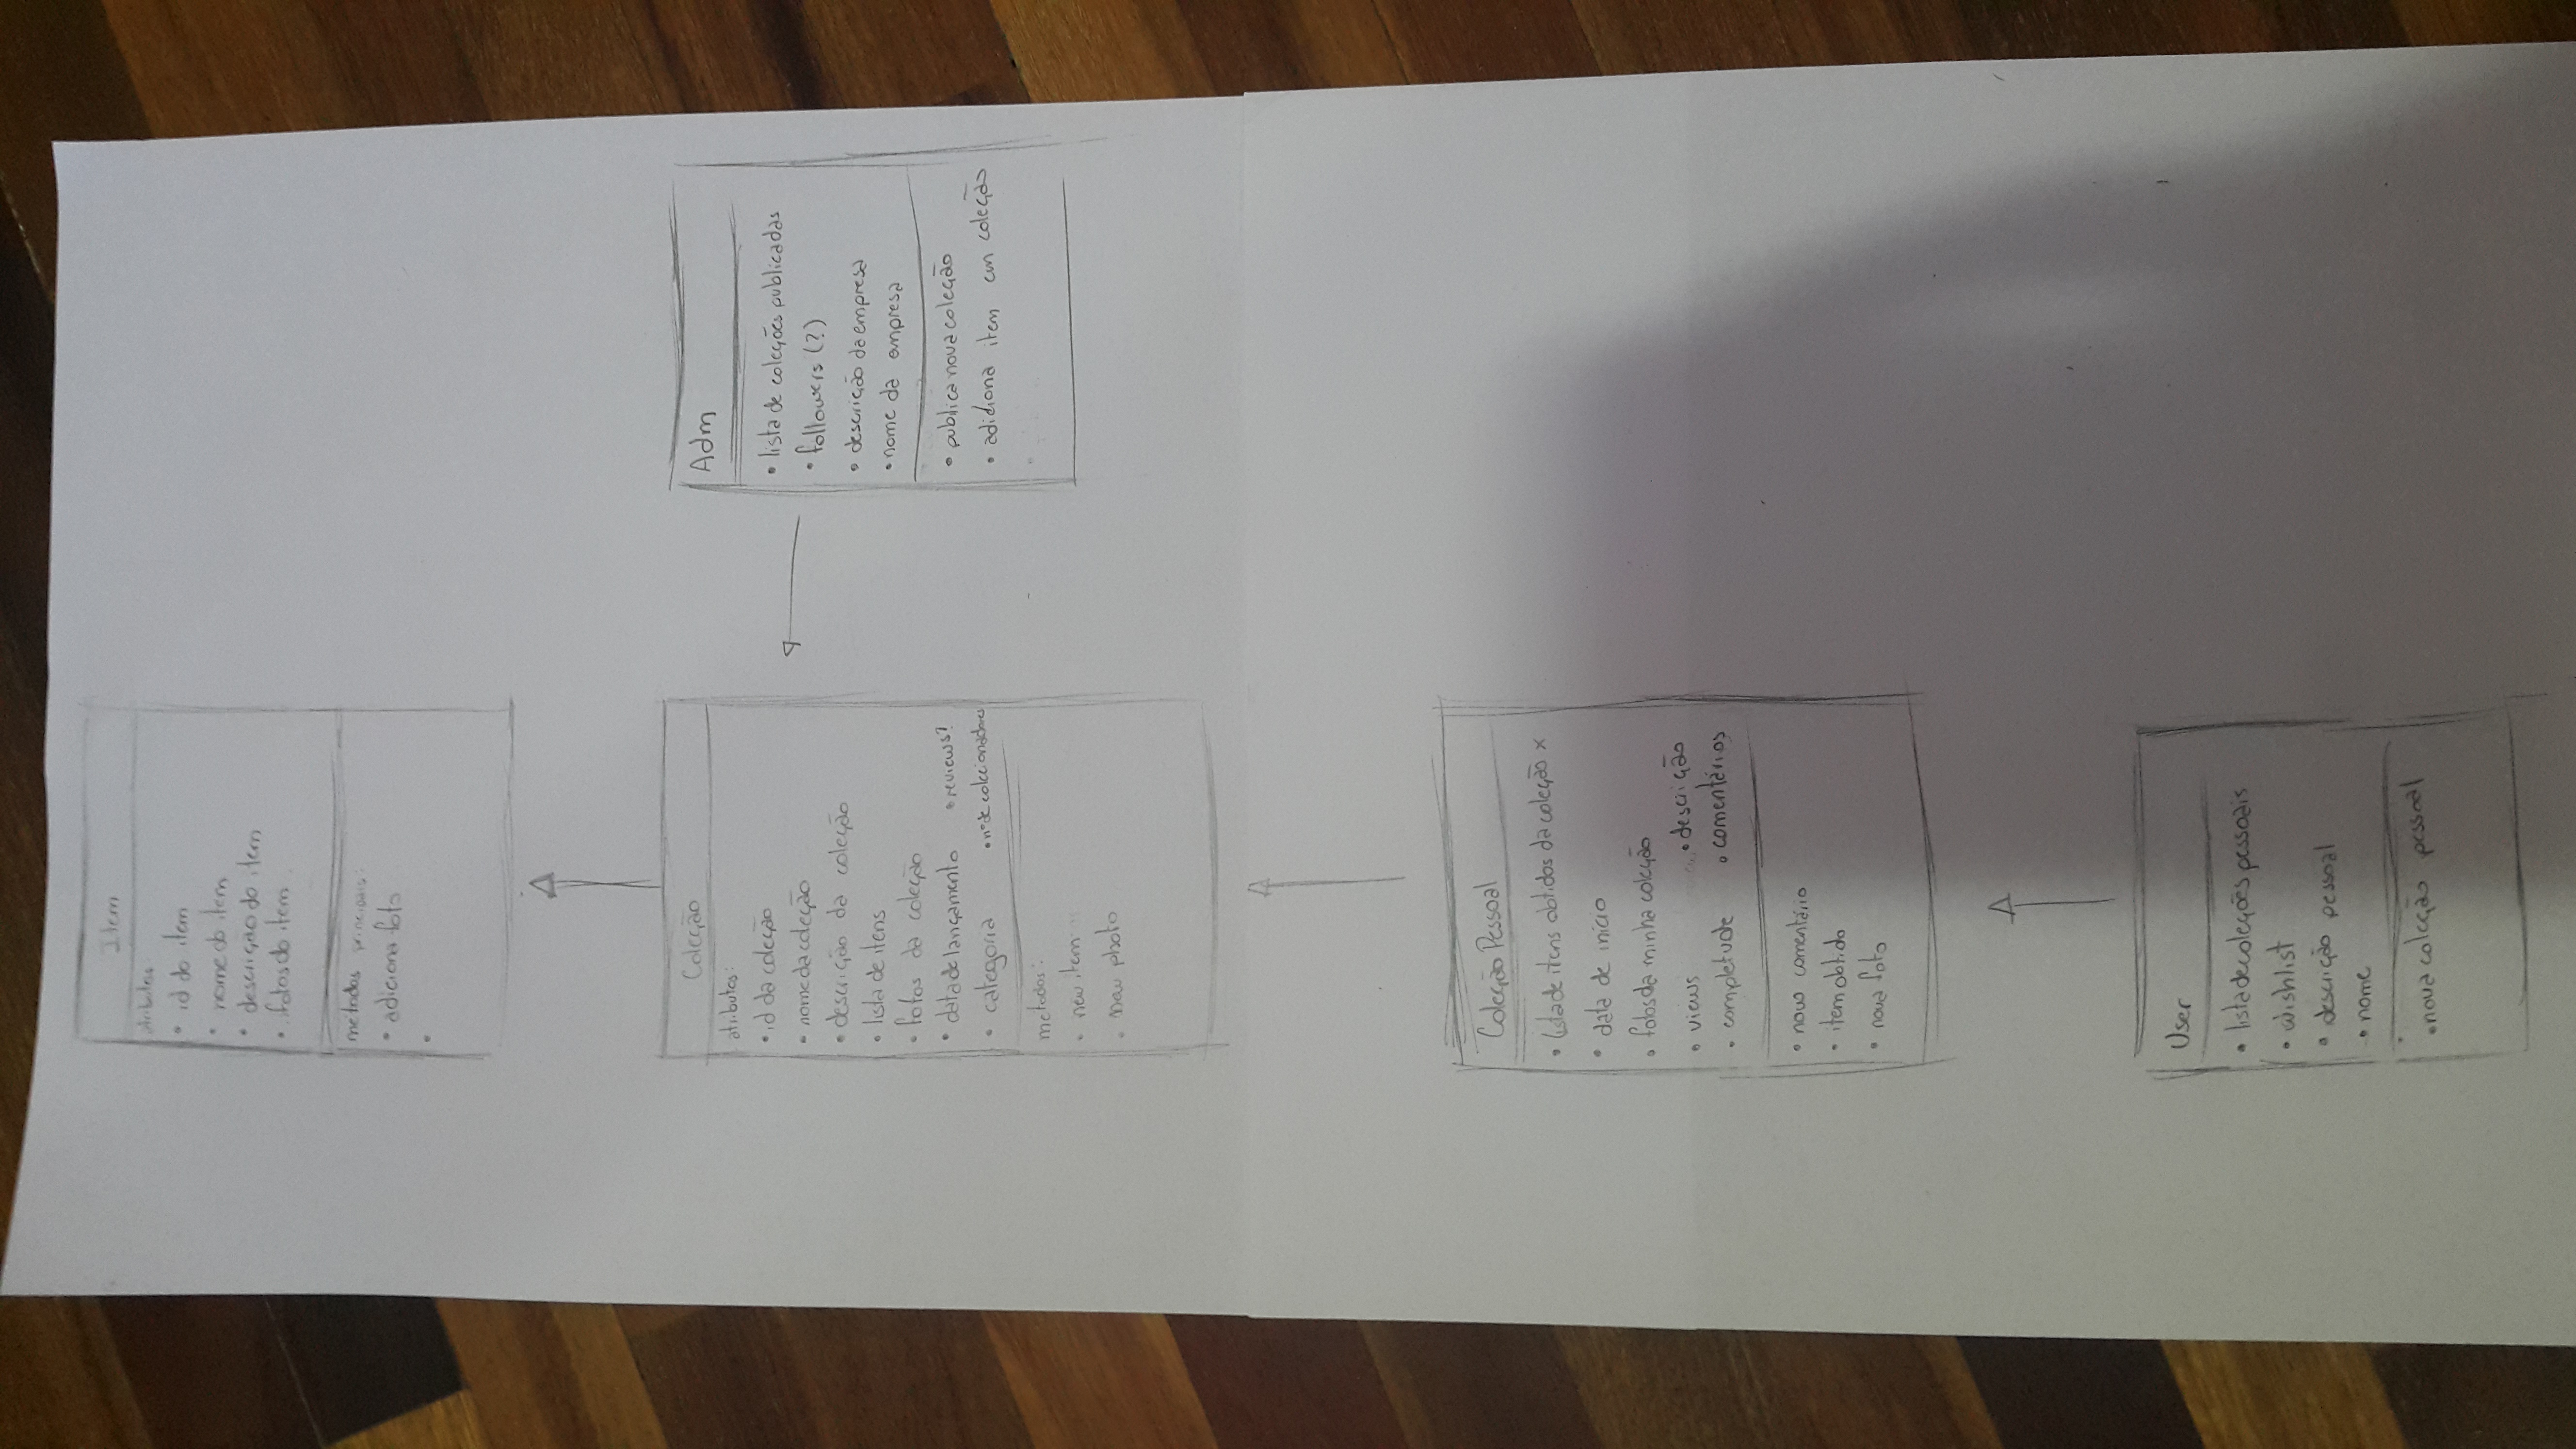 Item
atributos
• id do item
• nome do item
• descrição do item
• fotos do item
métodos principais:
• adiciona foto
•
Coleção
atributos:
• id da coleção
• nome da coleção
• descrição da coleção
• lista de itens
• fotos da coleção
• data de lançamento • reviews?
• categoria • nº de colecionadores
metodos:
• new item
• new photo
Adm
• lista de coleções publicadas
• followers (?)
• descrição da empresa
• nome da empresa
• publica nova coleção
• adiciona item em coleção
Coleção Pessoal
• lista de itens obtidos da coleção x
• data de início
• fotos da minha coleção
• views • descrição
• completude • comentários
• novo comentário
• item obtido
• nova foto
User
• lista de coleções pessoais
• wishlist
• descrição pessoal
• nome
• nova coleção pessoal